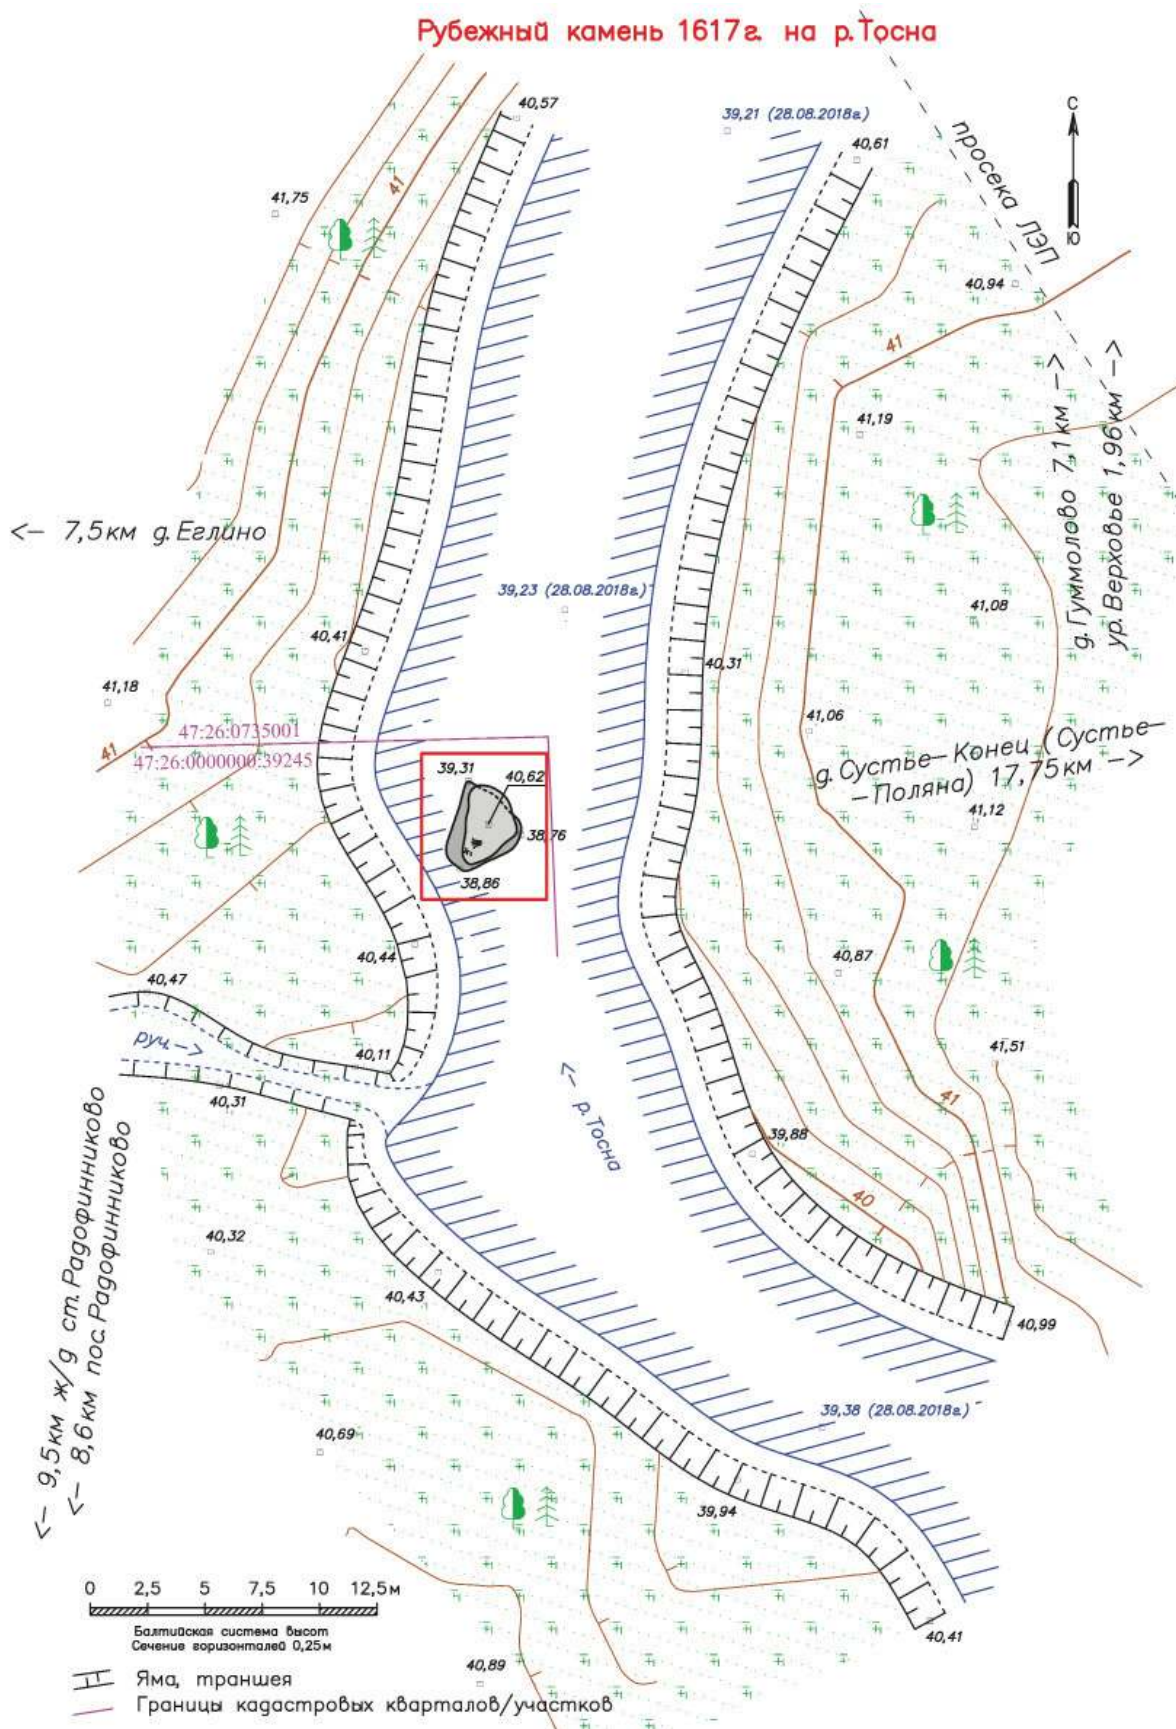 Рубежный камень 1617г. на р.Тосна
40,57
39,21 (28.08.2018г.)
С
Ю
40,61
просека ЛЭП
41,75
41
40,94
41
41,19
д. Гуммолово 7,1км —>
ур. Верховье 1,96км —>
<— 7,5км д. Еглино
39,23 (28.08.2018г.)
41,08
40,41
40,31
41,18
41,06
47:26:0735001
41
47:26:0000000:39245
д. Сустье-Конец (Сустье-
-Поляна) 17,75км —>
39,31
40,62
38,76
38,86
41,12
40,44
40,87
40,47
руч.—>
40,11
40,31
41,51
41
<— р.Тосна
39,88
40
40,32
40,43
40,99
<— 9,5км ж/д ст. Радофинниково
<— 8,6км пос. Радофинниково
39,38 (28.08.2018г.)
40,69
39,94
40,41
40,89
0 2,5 5 7,5 10 12,5м
Балтийская система высот
Сечение горизонталей 0,25м
Яма, траншея
Границы кадастровых кварталов/участков